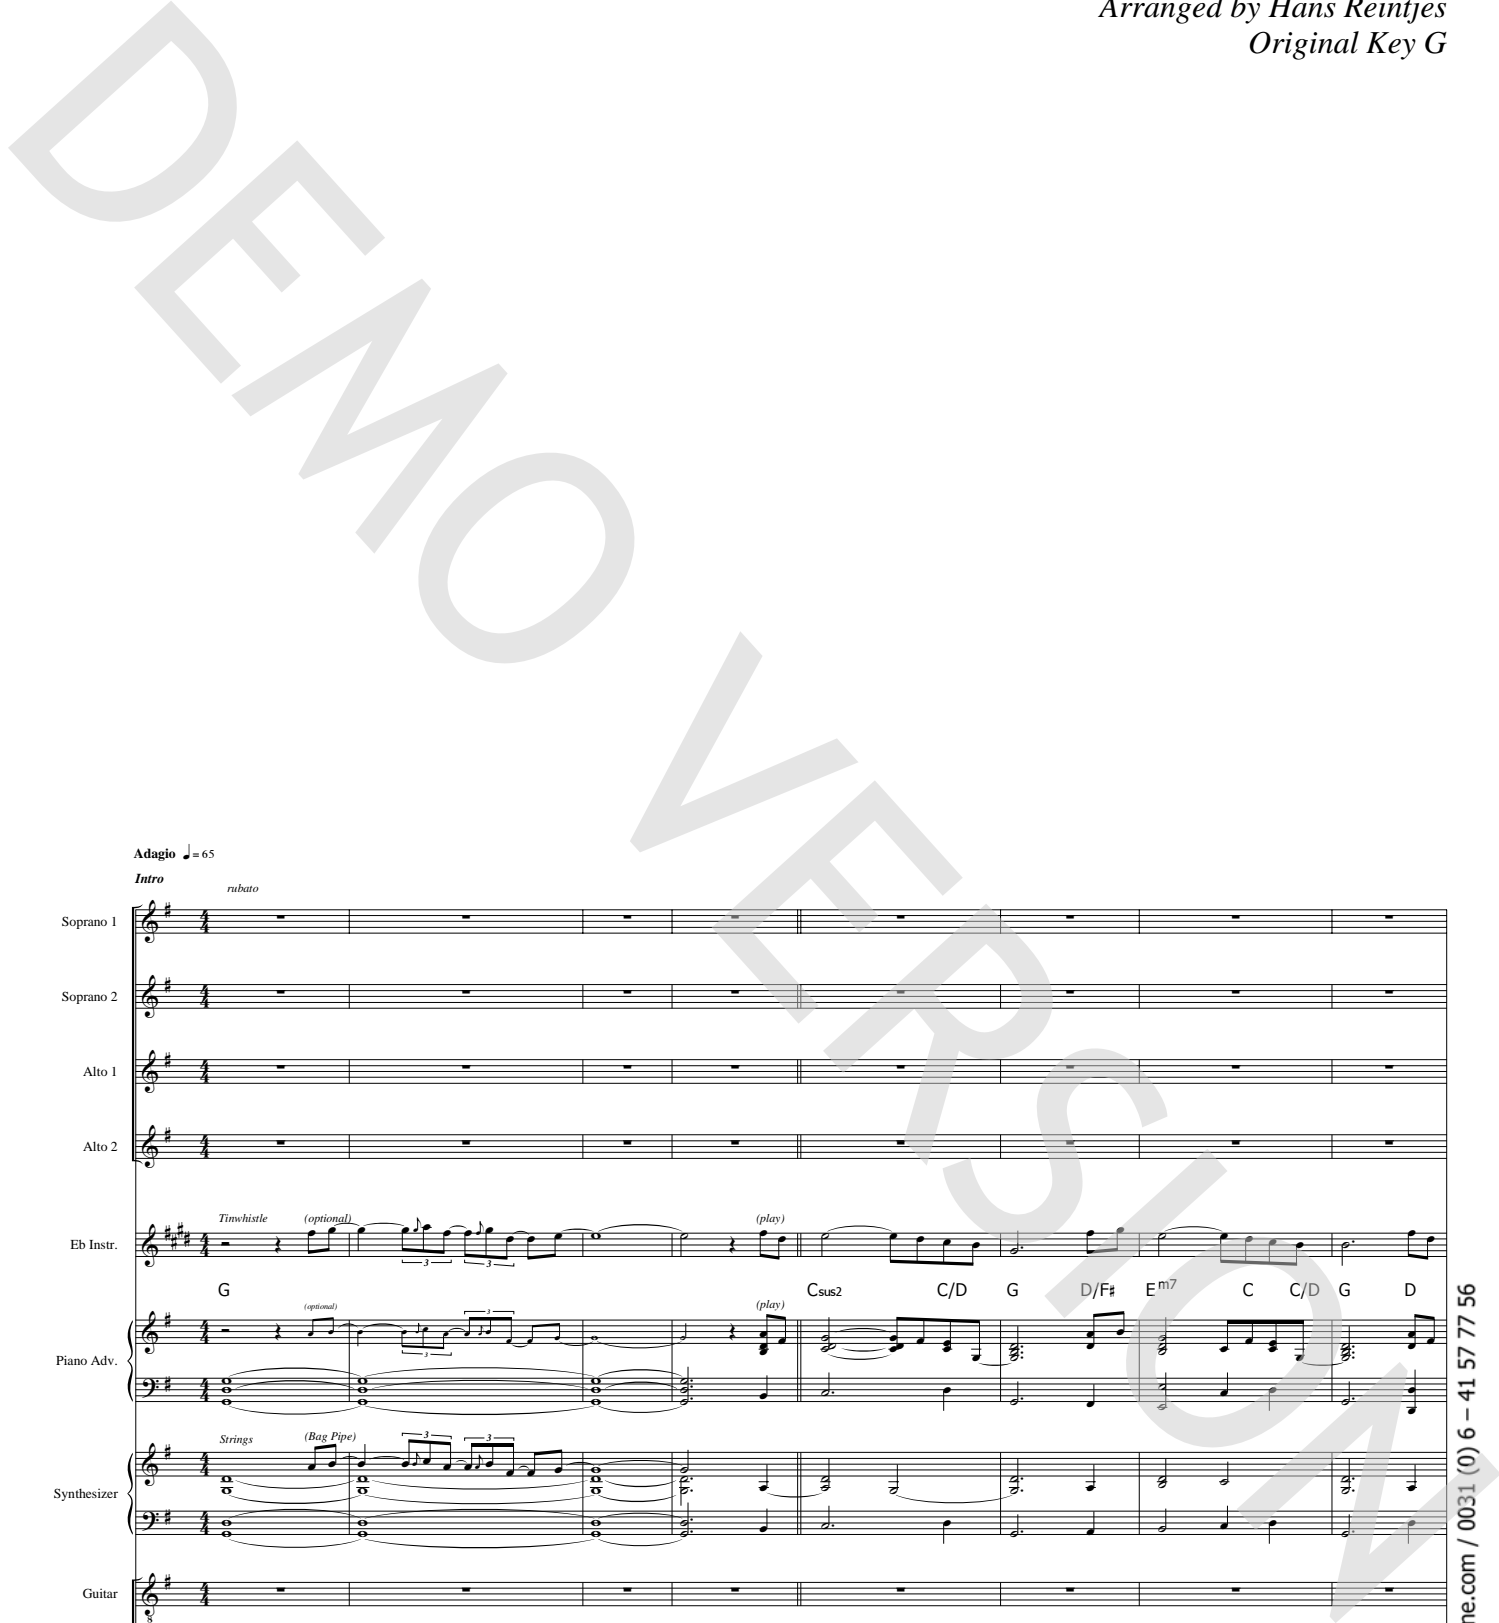 Arranged by Hans Reintjes
Original Key G
DEMO VERSION
Adagio ♩= 65
Intro
rubato
Soprano 1
Soprano 2
Alto 1
Alto 2
Tinwhistle (optional) (play)
Eb Instr.
3 3
G Csus2 C/D G D/F# Em7 C C/D G D
(optional) (play)
3
Piano Adv.
3
Strings (Bag Pipe) 3 3
Synthesizer
Guitar
8
ne.com / 0031 (0) 6 – 41 57 77 56